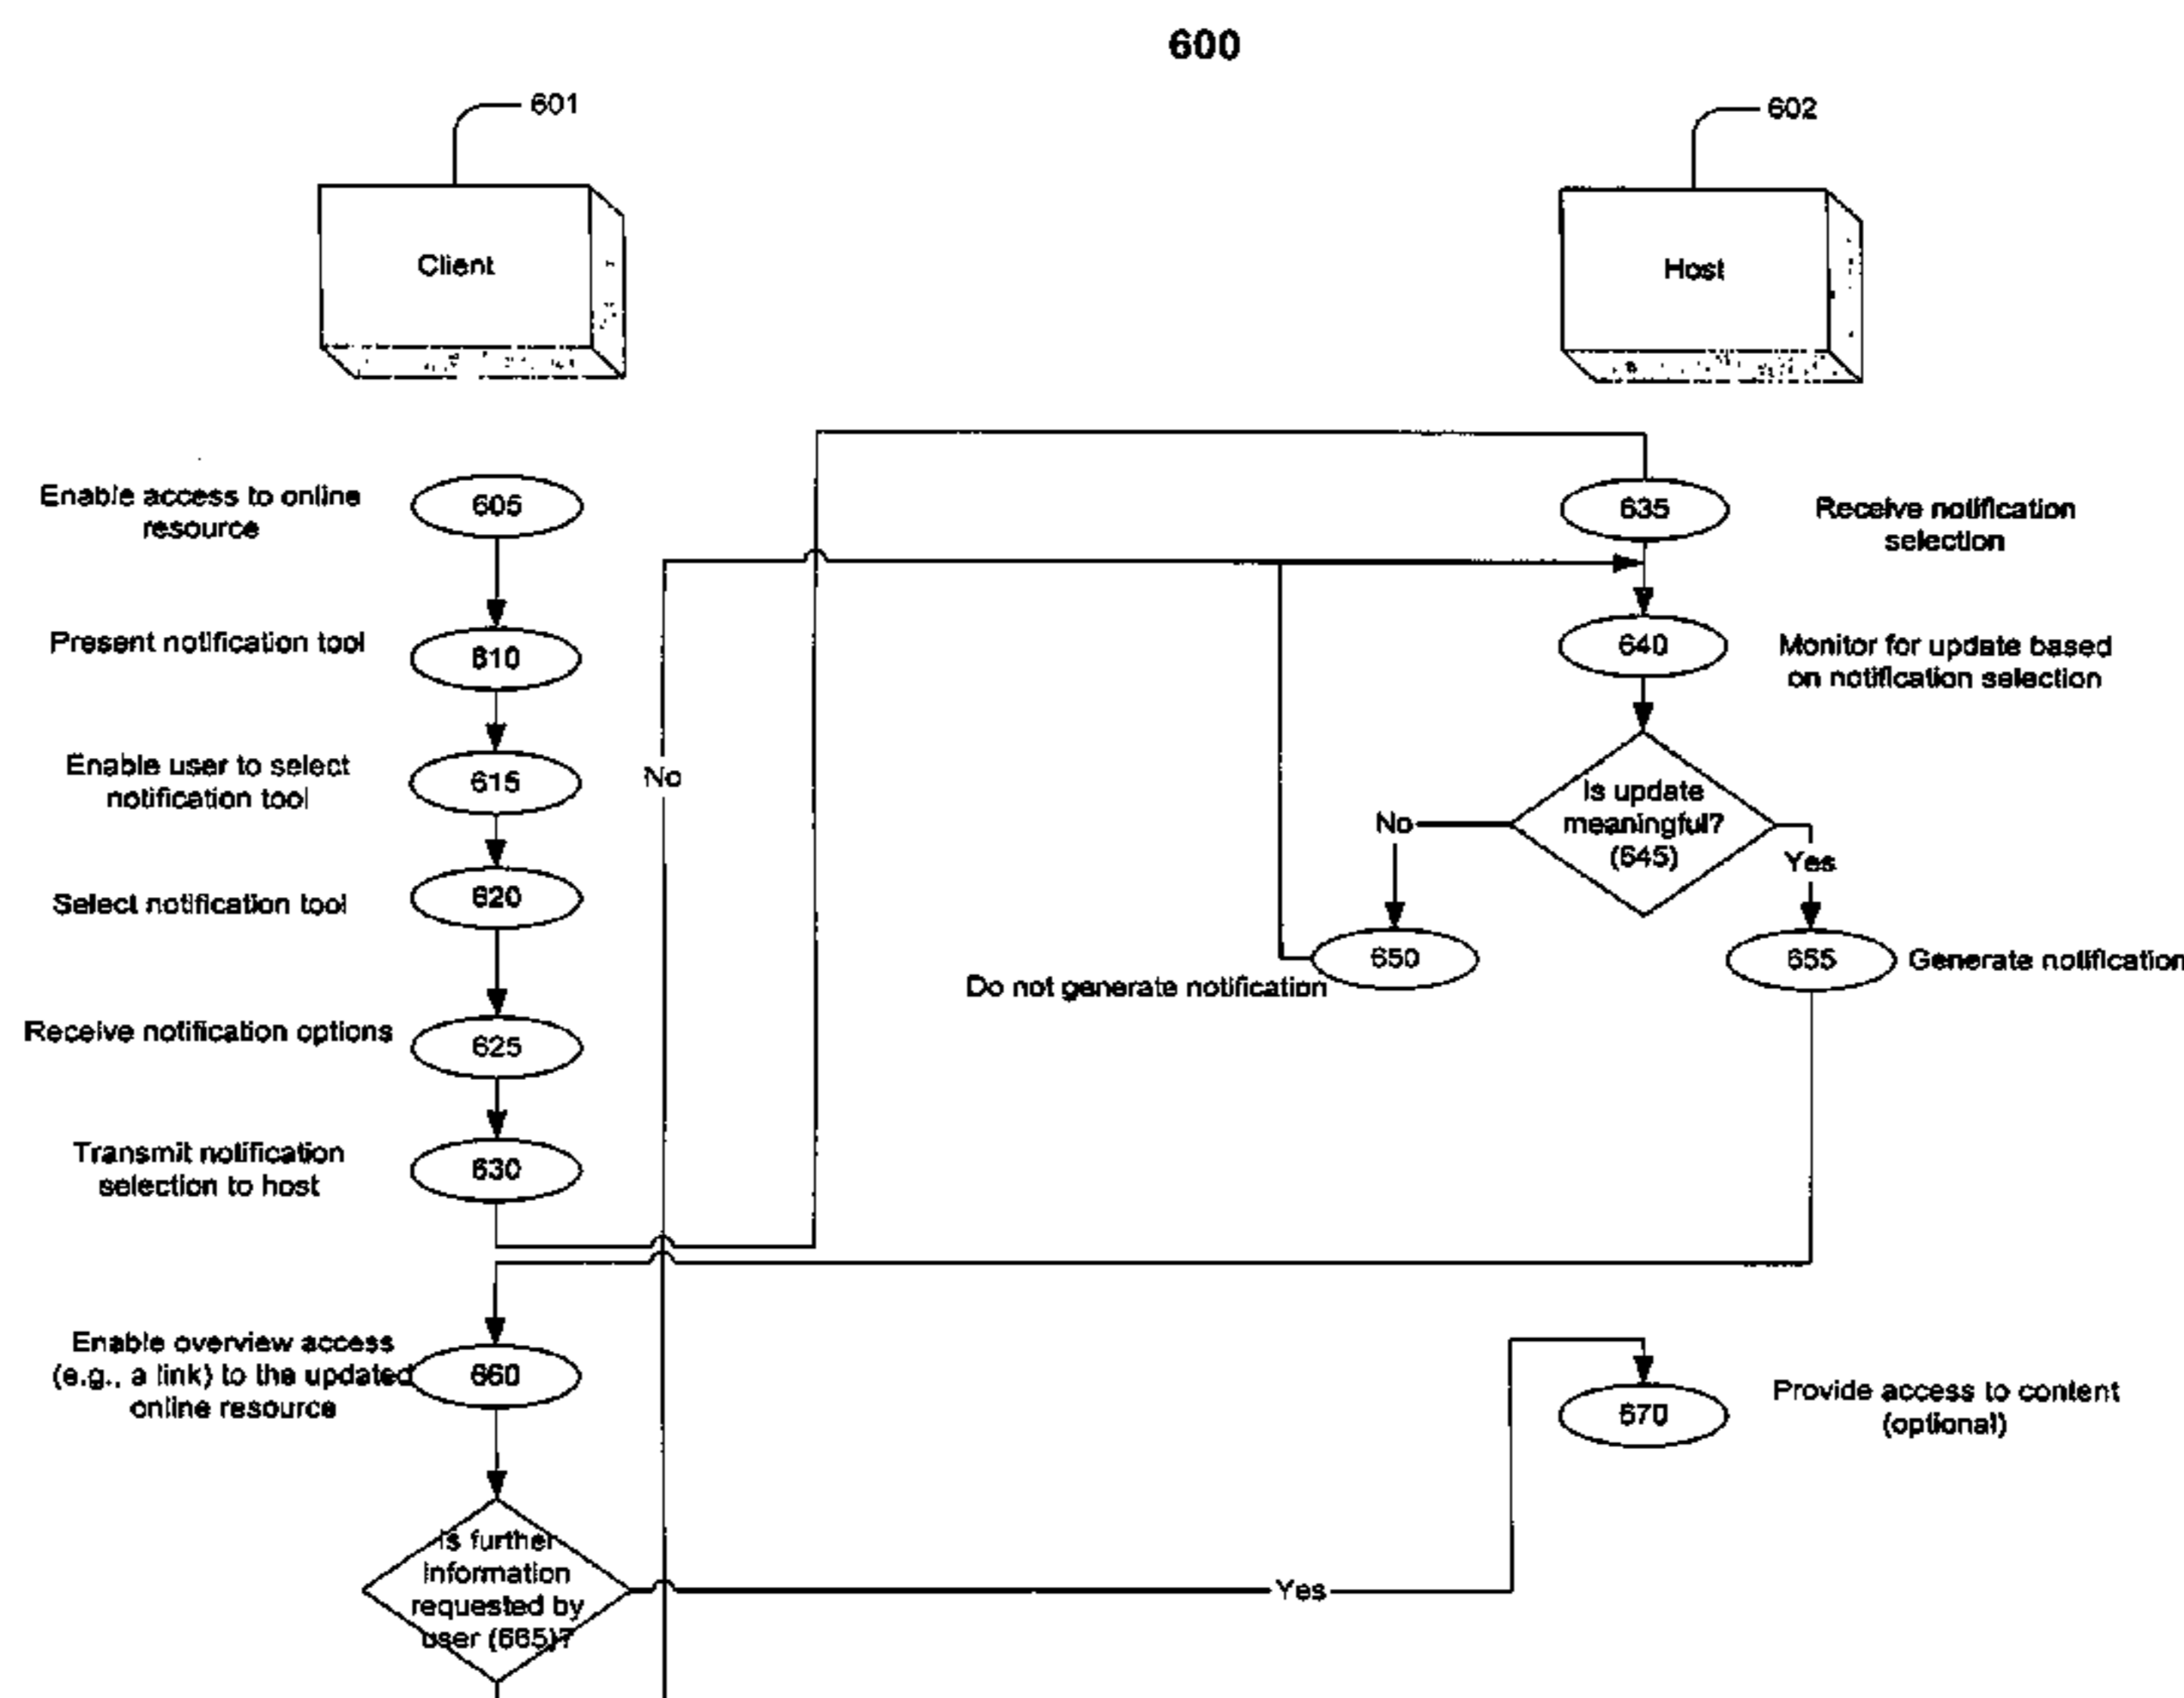 600
601
602
Client
Host
Enable access to online
resource
605
635
Receive notification
selection
Present notification tool
610
640
Monitor for update based
on notification selection
Enable user to select
notification tool
615
No
Is update
meaningful?
(645)
No
Yes
Select notification tool
620
650
Do not generate notification
655
Generate notification
Receive notification options
625
Transmit notification
selection to host
630
Enable overview access
(e.g., a link) to the updated
online resource
660
670
Provide access to content
(optional)
Is further
information
requested by
user (665)?
Yes